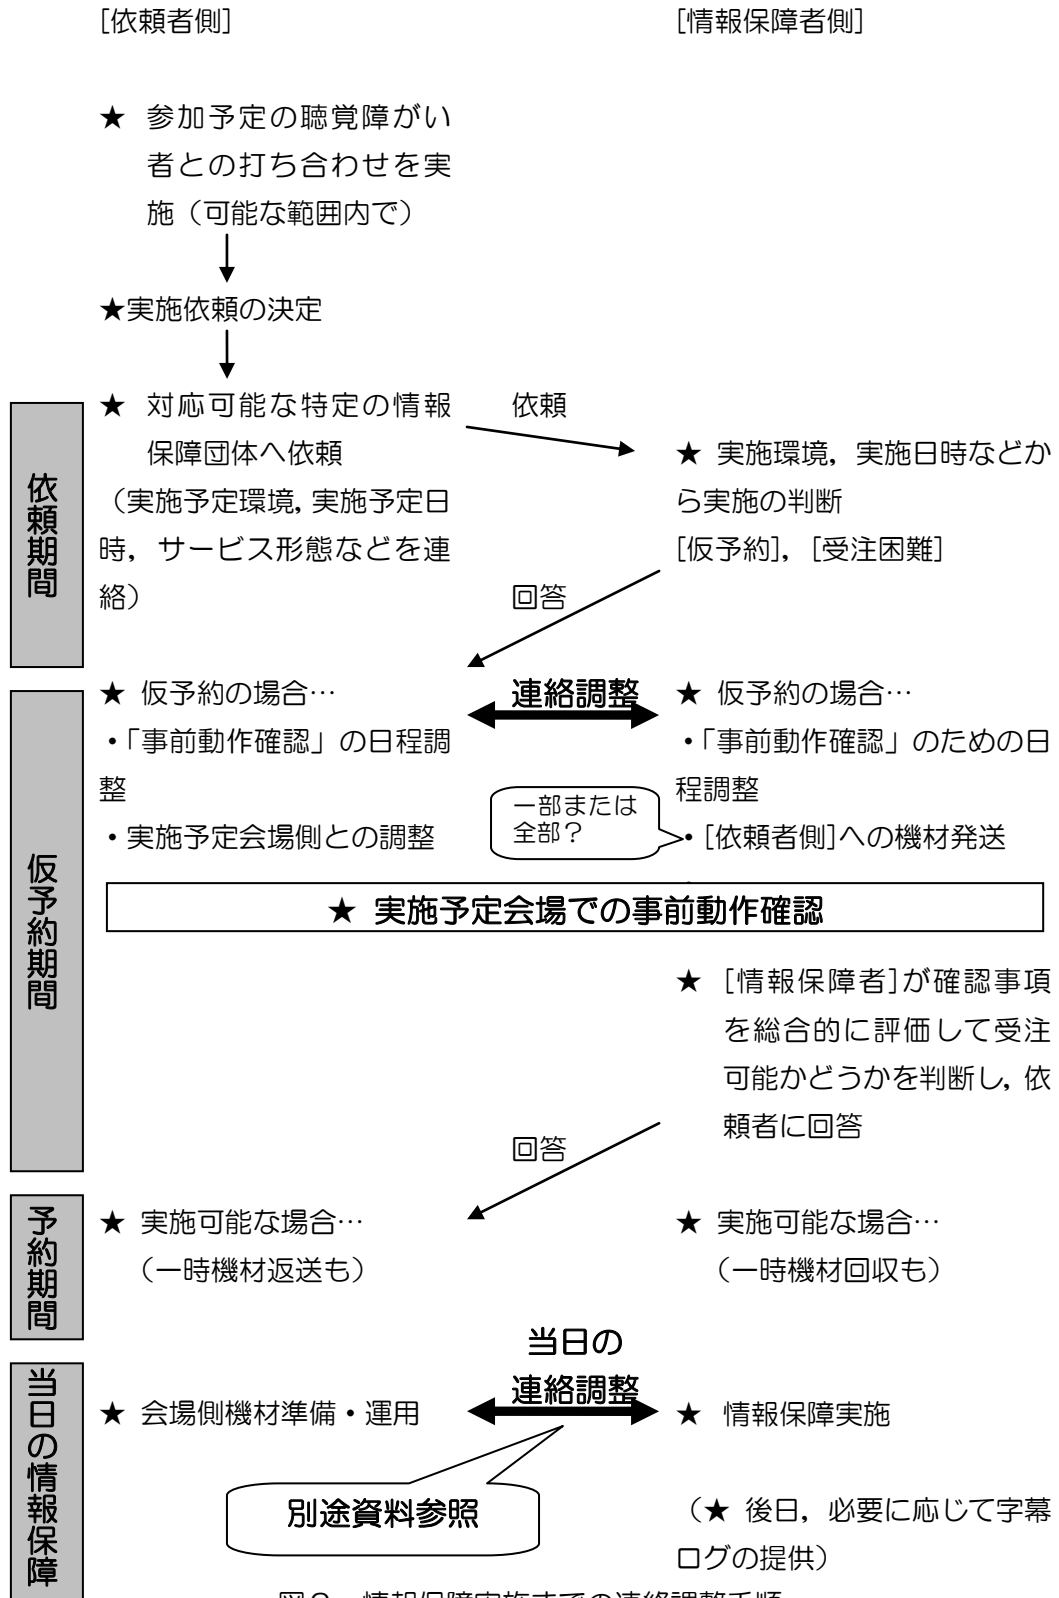 [依頼者側]
[情報保障者側]
★ 参加予定の聴覚障がい
者との打ち合わせを実
施（可能な範囲内で）
★実施依頼の決定
依頼期間
★ 対応可能な特定の情報
保障団体へ依頼
（実施予定環境，実施予定日
時，サービス形態などを連
絡）
依頼
★ 実施環境，実施日時などか
ら実施の判断
[仮予約]，[受注困難]
回答
仮予約期間
★ 仮予約の場合…
・「事前動作確認」の日程調
整
・実施予定会場側との調整
連絡調整
★ 仮予約の場合…
・「事前動作確認」のための日
程調整
・[依頼者側]への機材発送
一部または
全部？
★ 実施予定会場での事前動作確認
★ [情報保障者]が確認事項
を総合的に評価して受注
可能かどうかを判断し，依
頼者に回答
回答
予約期間
★ 実施可能な場合…
（一時機材返送も）
★ 実施可能な場合…
（一時機材回収も）
当日の情報保障
★ 会場側機材準備・運用
当日の
連絡調整
★ 情報保障実施
別途資料参照
（★ 後日，必要に応じて字幕
ログの提供）
情報保障実施までの連絡調整手順